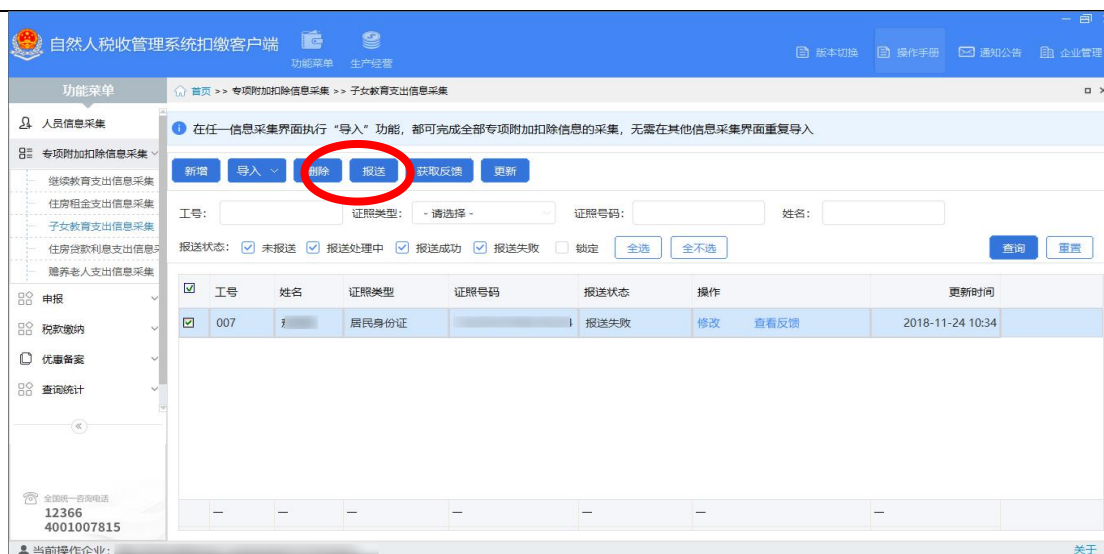 自然人税收管理系统扣缴客户端
功能菜单 生产经营 版本切换 操作手册 通知公告 企业管理
功能菜单 首页 >> 专项附加扣除信息采集 >> 子女教育支出信息采集
人员信息采集
在任一信息采集界面执行“导入”功能，都可完成全部专项附加扣除信息的采集，无需在其他信息采集界面重复导入
专项附加扣除信息采集
新增 导入 删除 报送 获取反馈 更新
继续教育支出信息采集
住房租金支出信息采集
工号: 证照类型: - 请选择 - 证照号码: 姓名:
子女教育支出信息采集
住房贷款利息支出信息
报送状态: 未报送 报送处理中 报送成功 报送失败 锁定 全选 全不选 查询 重置
赡养老人支出信息采集
工号 姓名 证照类型 证照号码 报送状态 操作 更新时间
申报
007 居民身份证 报送失败 修改 查看反馈 2018-11-24 10:34
税款缴纳
优惠备案
查询统计
全国统一咨询电话
12366
4001007815
— — — — — — —
当前操作企业: 关于